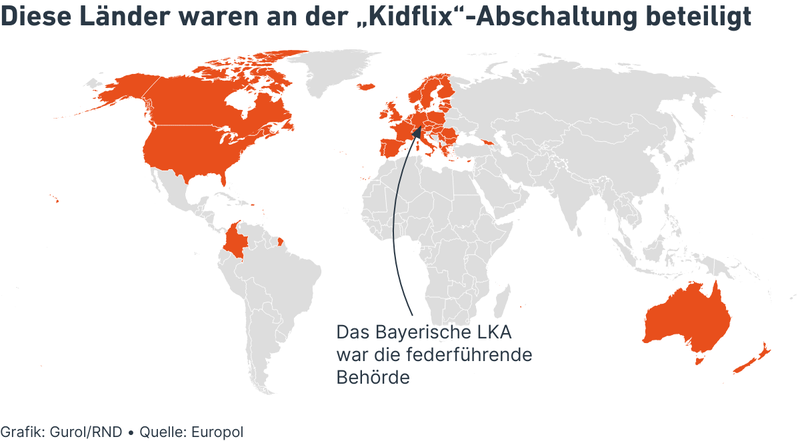 Diese Länder waren an der „Kidflix“-Abschaltung beteiligt
Das Bayerische LKA
war die federführende
Behörde
Grafik: Gurol/RND • Quelle: Europol